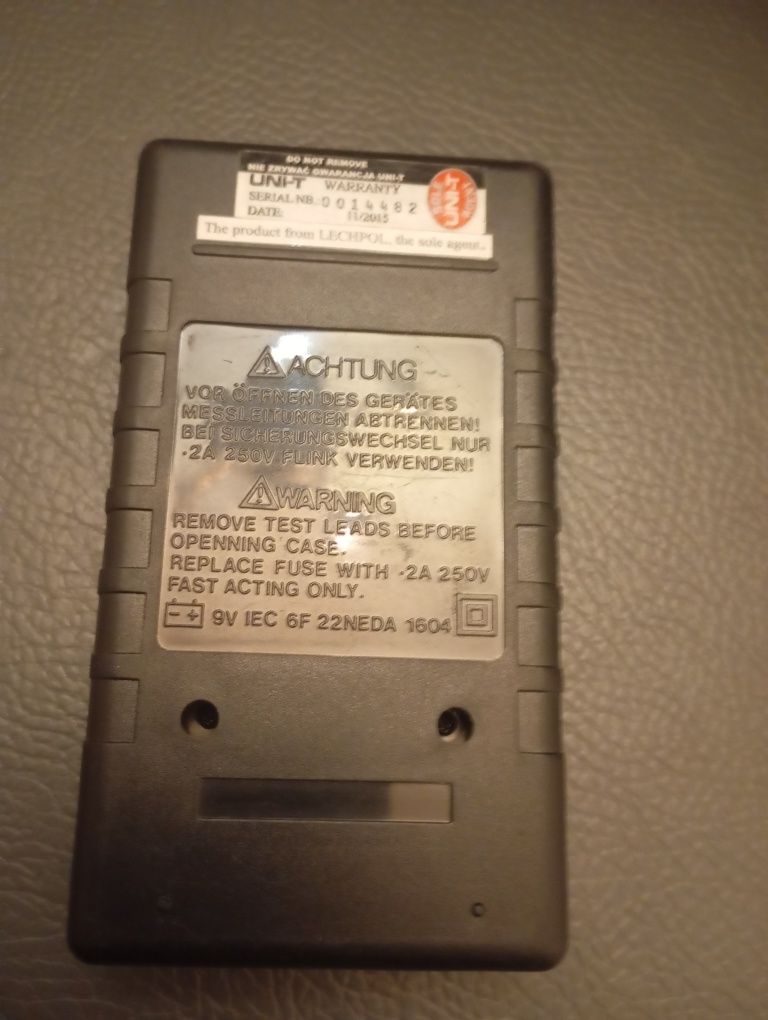 DO NOT REMOVE
NIE ZRYWAĆ GWARANCJA UNI-T
UNI-T WARRANTY
SERIAL NB.: 0014482
DATE: 11/2015
UNI-T
The product from LECHPOL, the sole agent.
ACHTUNG
VOR ÖFFNEN DES GERÄTES
MESSLEITUNGEN ABTRENNEN!
BEI SICHERUNGSWECHSEL NUR
·2A 250V FLINK VERWENDEN!
WARNING
REMOVE TEST LEADS BEFORE
OPENNING CASE.
REPLACE FUSE WITH ·2A 250V
FAST ACTING ONLY.
- + 9V IEC 6F 22NEDA 1604